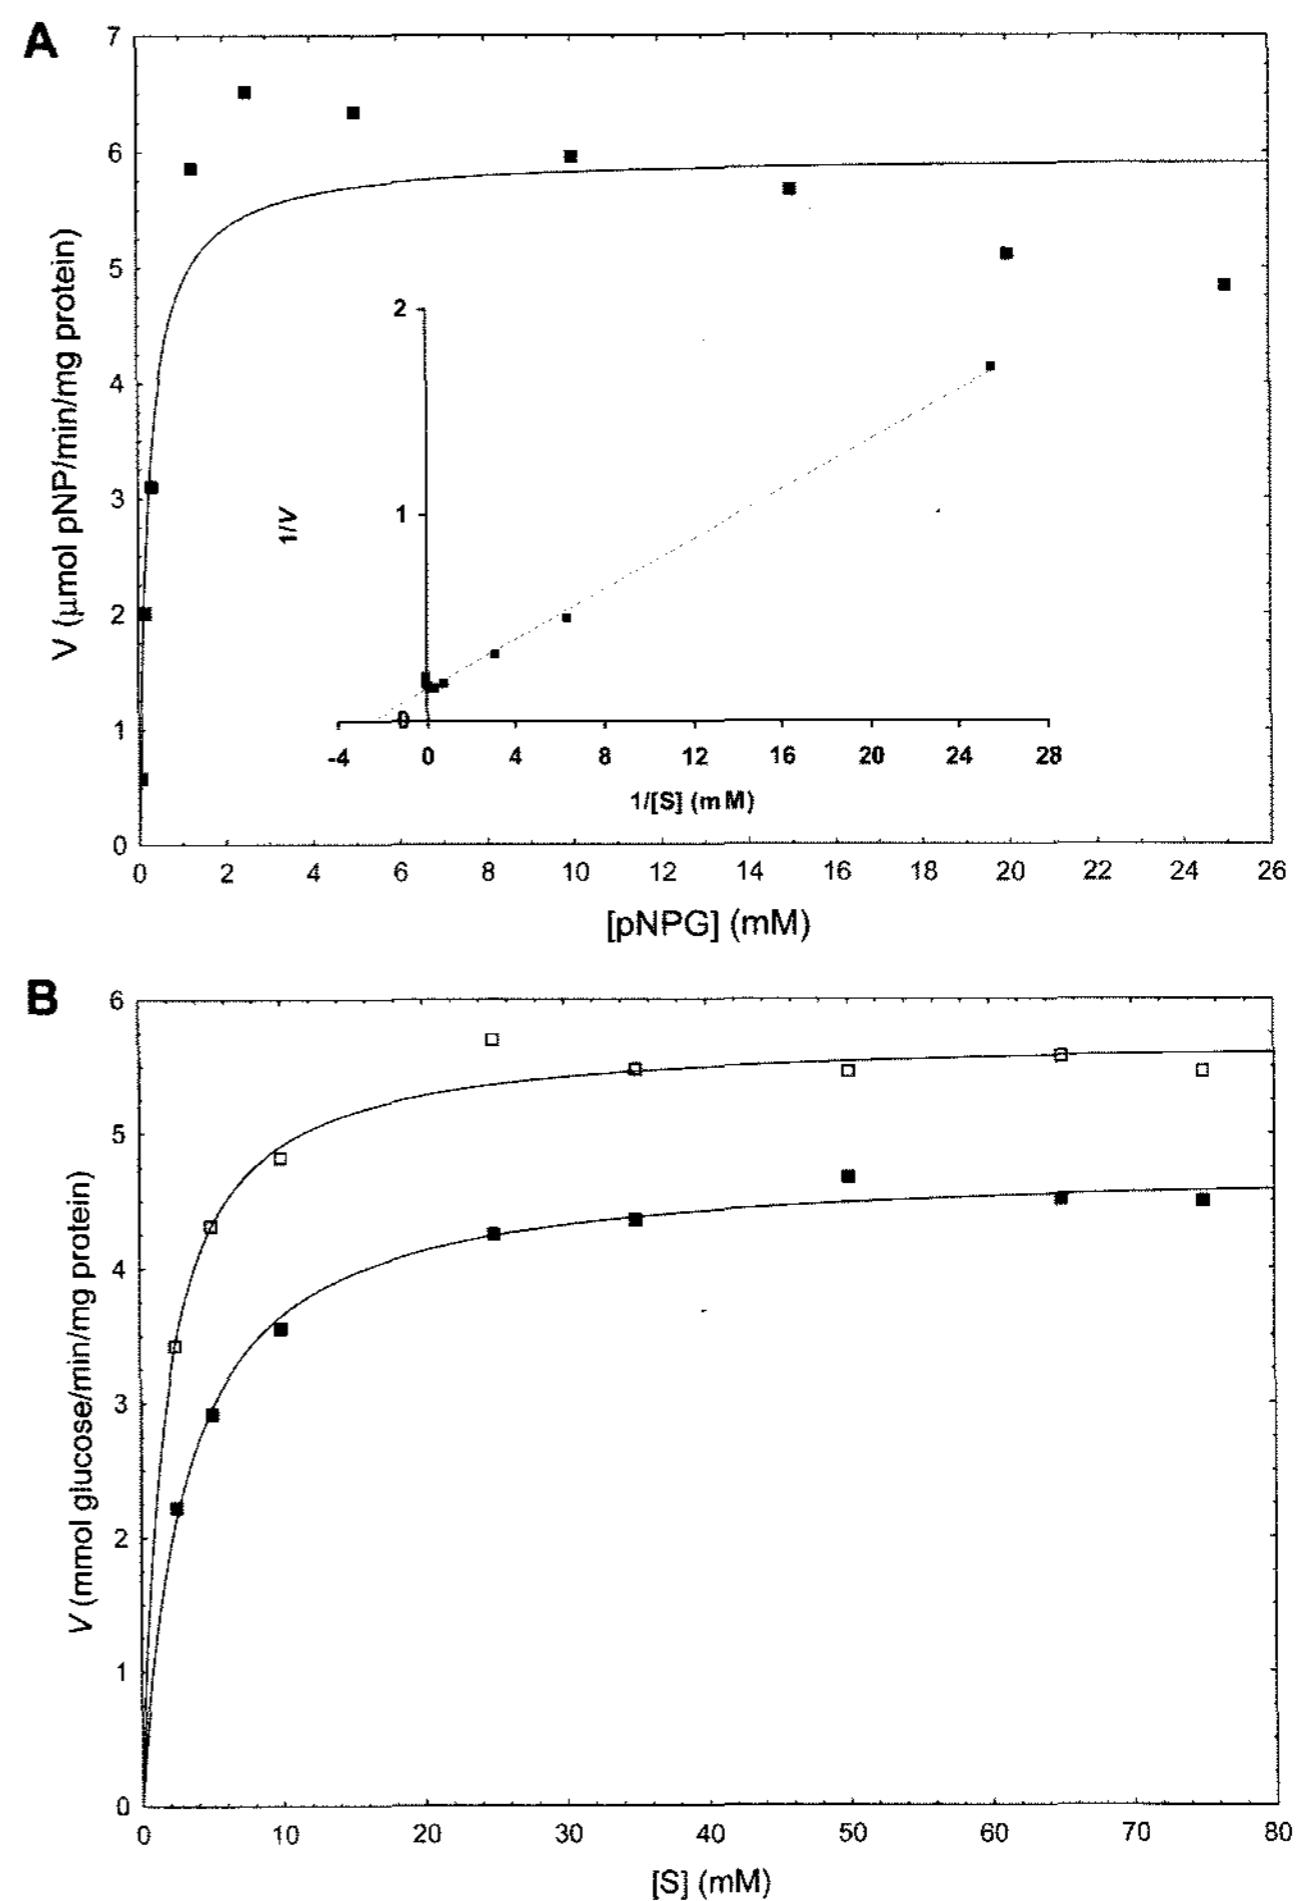 A
7
6
5
4
3
2
1
0
V (μmol pNP/min/mg protein)
2
1
0
1/V
-4 0 4 8 12 16 20 24 28
1/[S] (mM)
0 2 4 6 8 10 12 14 16 18 20 22 24 26
[pNPG] (mM)
B
6
5
4
3
2
1
0
V (mmol glucose/min/mg protein)
0 10 20 30 40 50 60 70 80
[S] (mM)